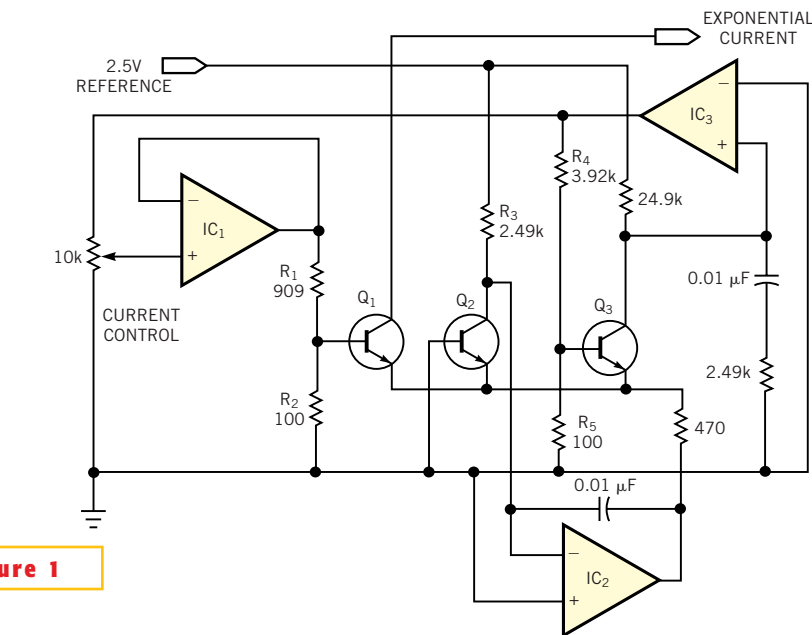 EXPONENTIAL
CURRENT
2.5V
REFERENCE
−
IC3
+
R4
3.92k
24.9k
−
IC1
+
R3
2.49k
10k
CURRENT
CONTROL
R1
909
Q1
Q2
Q3
0.01 µF
2.49k
R2
100
R5
100
470
0.01 µF
−
IC2
+
ure 1